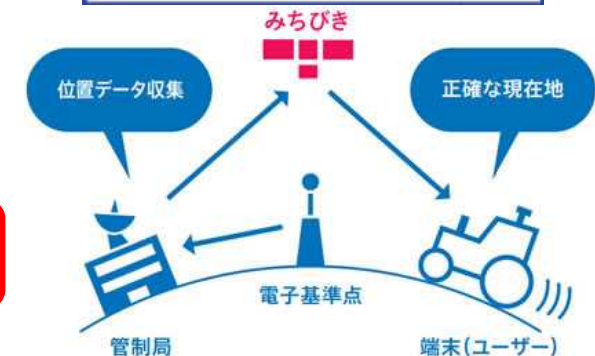 みちびき
位置データ収集
正確な現在地
電子基準点
管制局
端末(ユーザー)